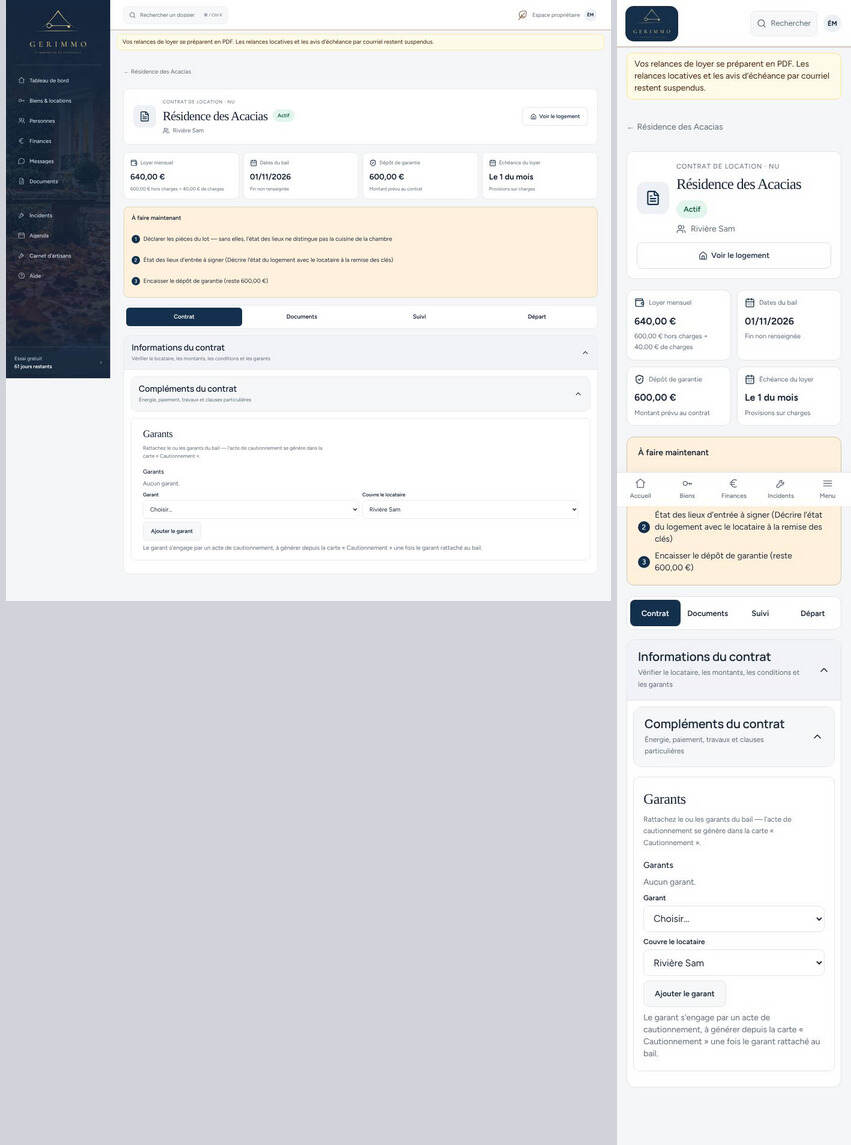 GERIMMO
Tableau de bord
Biens & locations
Personnes
Finances
Messages
Documents
Incidents
Agenda
Carnet d'artisans
Aide
Essai gratuit
61 jours restants
Rechercher un dossier
⌘ / Ctrl K
Espace propriétaire
ÉM
Vos relances de loyer se préparent en PDF. Les relances locatives et les avis d'échéance par courriel restent suspendus.
← Résidence des Acacias
CONTRAT DE LOCATION · NU
Résidence des Acacias
Actif
Rivière Sam
Voir le logement
Loyer mensuel
640,00 €
600,00 € hors charges + 40,00 € de charges
Dates du bail
01/11/2026
Fin non renseignée
Dépôt de garantie
600,00 €
Montant prévu au contrat
Échéance du loyer
Le 1 du mois
Provisions sur charges
À faire maintenant
1 Déclarer les pièces du lot — sans elles, l'état des lieux ne distingue pas la cuisine de la chambre
2 État des lieux d'entrée à signer (Décrire l'état du logement avec le locataire à la remise des clés)
3 Encaisser le dépôt de garantie (reste 600,00 €)
Contrat
Documents
Suivi
Départ
Informations du contrat
Vérifier le locataire, les montants, les conditions et les garants
Compléments du contrat
Énergie, paiement, travaux et clauses particulières
Garants
Rattachez le ou les garants du bail — l'acte de cautionnement se génère dans la
carte « Cautionnement ».
Garants
Aucun garant.
Garant
Choisir...
Couvre le locataire
Rivière Sam
Ajouter le garant
Le garant s'engage par un acte de cautionnement, à générer depuis la carte « Cautionnement » une fois le garant rattaché au bail.
GERIMMO
Rechercher
ÉM
Vos relances de loyer se préparent en PDF. Les
relances locatives et les avis d'échéance par courriel
restent suspendus.
← Résidence des Acacias
CONTRAT DE LOCATION · NU
Résidence des Acacias
Actif
Rivière Sam
Voir le logement
Loyer mensuel
640,00 €
600,00 € hors charges +
40,00 € de charges
Dates du bail
01/11/2026
Fin non renseignée
Dépôt de garantie
600,00 €
Montant prévu au contrat
Échéance du loyer
Le 1 du mois
Provisions sur charges
À faire maintenant
Accueil
Biens
Finances
Incidents
Menu
État des lieux d'entrée à signer (Décrire l'état
2 du logement avec le locataire à la remise des
clés)
3 Encaisser le dépôt de garantie (reste
600,00 €)
Contrat
Documents
Suivi
Départ
Informations du contrat
Vérifier le locataire, les montants, les conditions et
les garants
Compléments du contrat
Énergie, paiement, travaux et clauses
particulières
Garants
Rattachez le ou les garants du bail — l'acte de
cautionnement se génère dans la carte «
Cautionnement ».
Garants
Aucun garant.
Garant
Choisir...
Couvre le locataire
Rivière Sam
Ajouter le garant
Le garant s'engage par un acte de
cautionnement, à générer depuis la carte «
Cautionnement » une fois le garant rattaché au
bail.